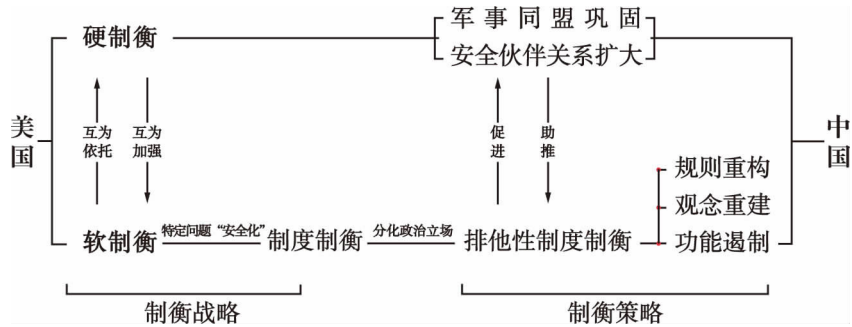 军事同盟巩固
硬制衡
安全伙伴关系扩大
美国
互为依托
互为加强
促进
助推
中国
规则重构
观念重建
软制衡
特定问题“安全化”
制度制衡
分化政治立场
排他性制度制衡
功能遏制
制衡战略
制衡策略